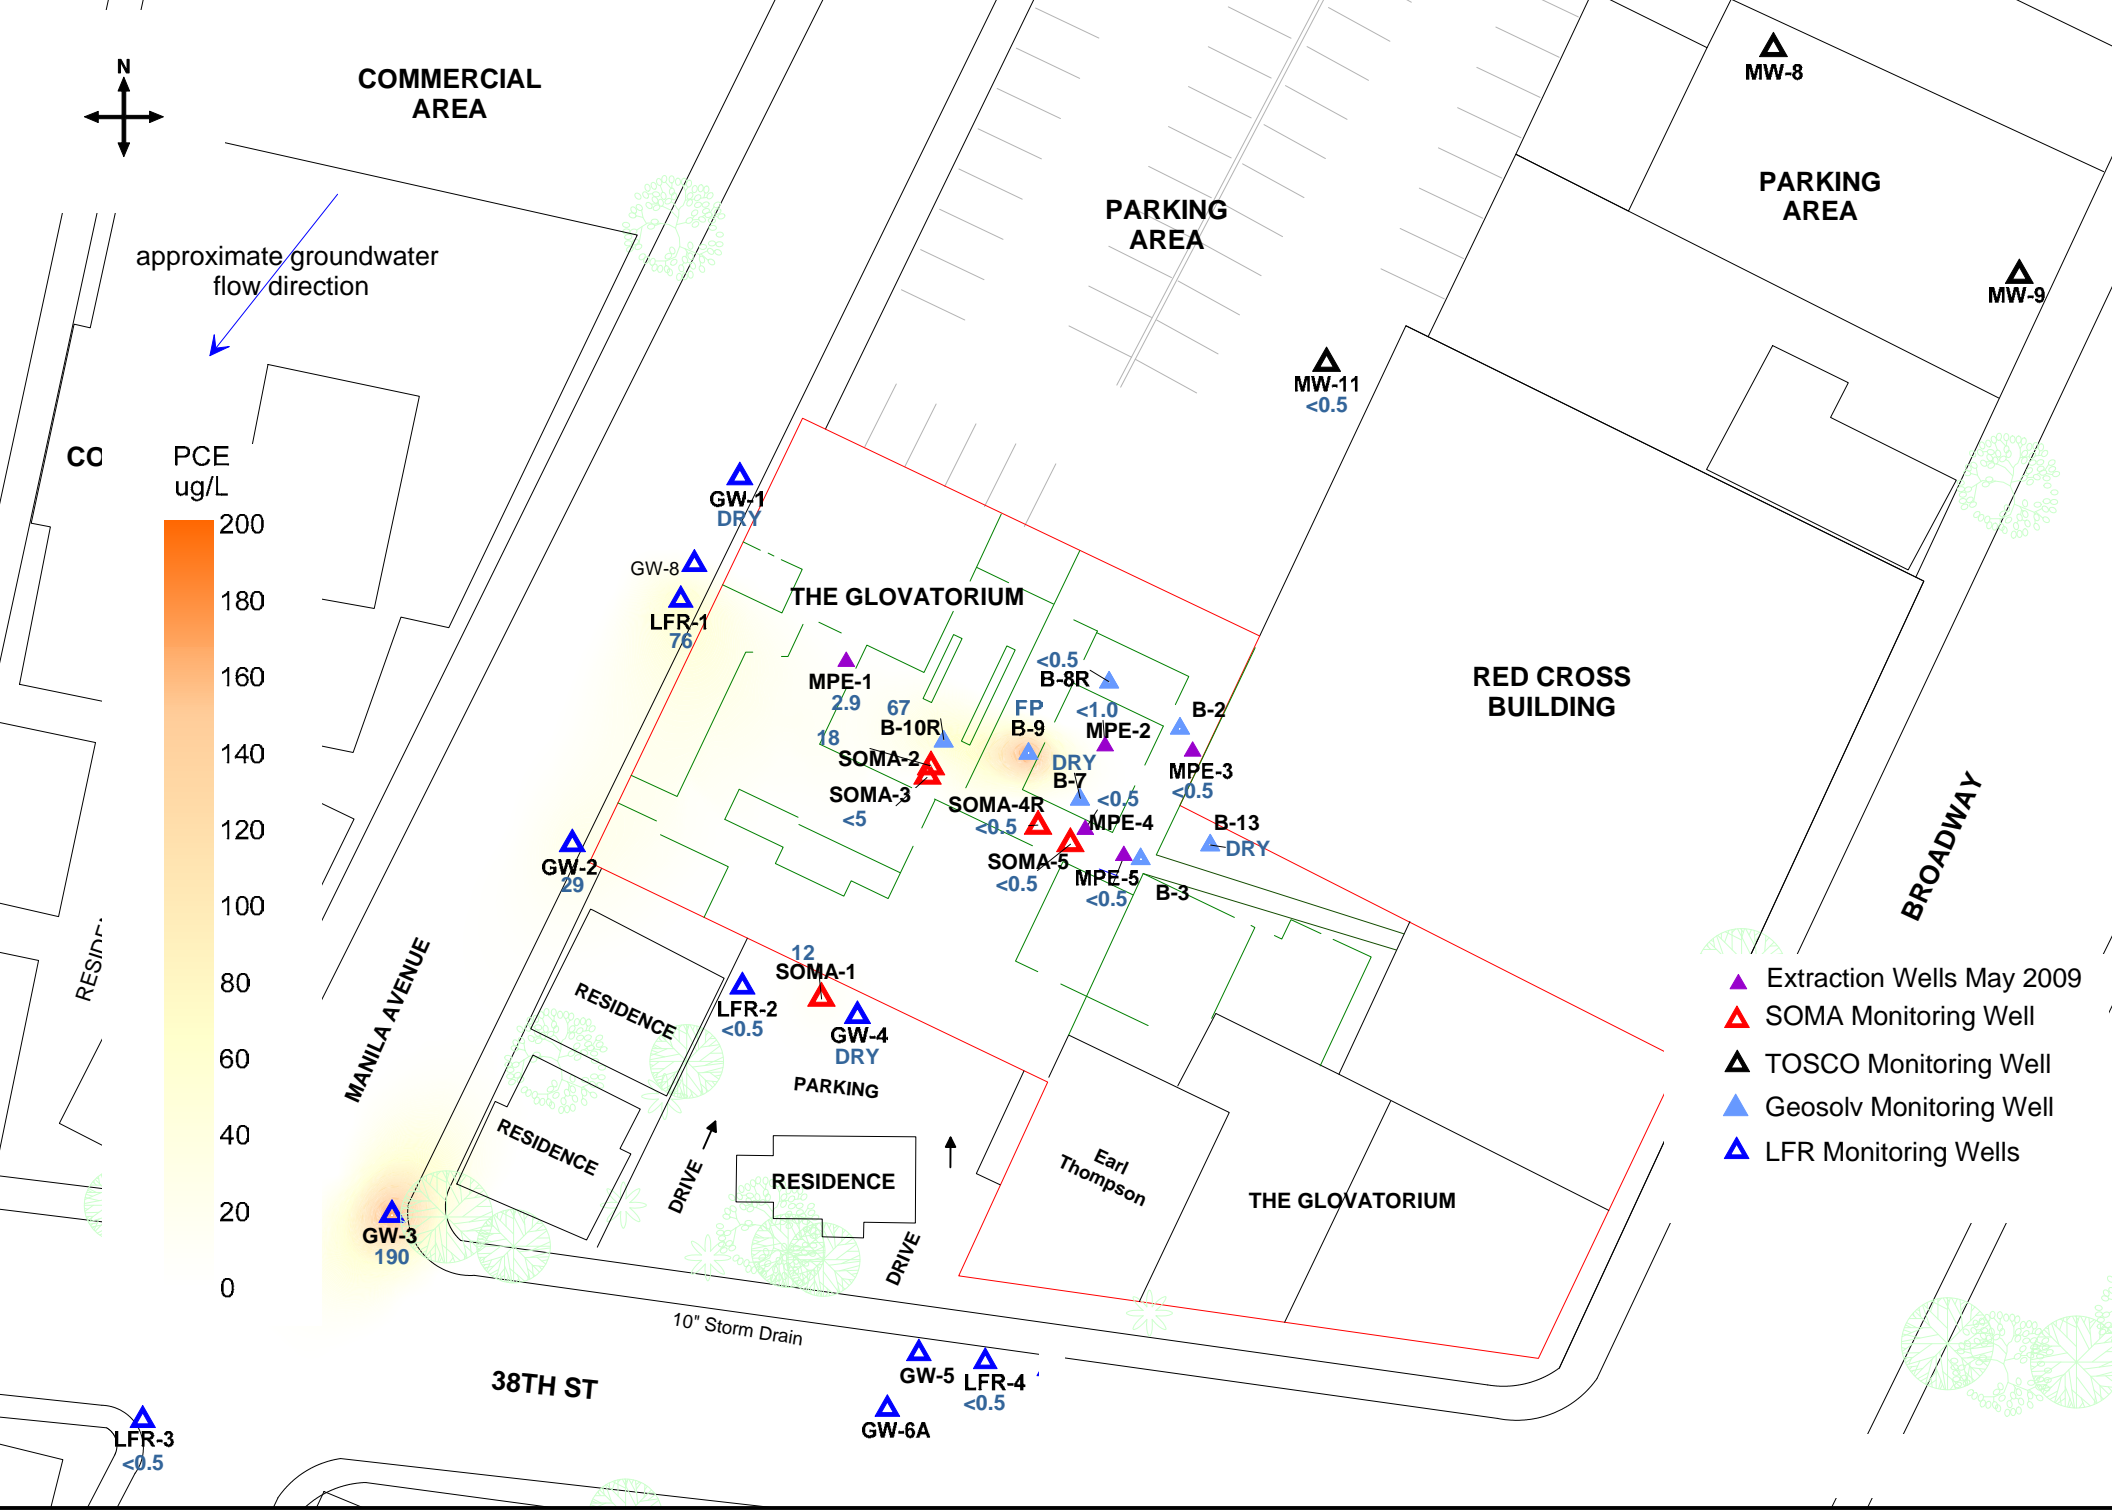 N
COMMERCIAL
AREA
MW-8
PARKING
AREA
PARKING
AREA
approximate groundwater
flow direction
MW-9
MW-11
<0.5
CO
PCE
ug/L
200
180
160
140
120
100
80
60
40
20
0
GW-1
DRY
GW-8
LFR-1
76
THE GLOVATORIUM
MPE-1
2.9
67
B-10R
18
SOMA-2
SOMA-3
<5
<0.5
B-8R
FP
B-9
<1.0
MPE-2
B-2
DRY
B-7
MPE-3
<0.5
RED CROSS
BUILDING
SOMA-4R
<0.5
<0.5
MPE-4
B-13
DRY
SOMA-5
<0.5
MPE-5
<0.5
B-3
GW-2
29
BROADWAY
RESIDE
MANILA AVENUE
RESIDENCE
12
SOMA-1
LFR-2
<0.5
GW-4
DRY
PARKING
Extraction Wells May 2009
SOMA Monitoring Well
TOSCO Monitoring Well
Geosolv Monitoring Well
LFR Monitoring Wells
RESIDENCE
DRIVE
RESIDENCE
Earl
Thompson
THE GLOVATORIUM
GW-3
190
DRIVE
10" Storm Drain
38TH ST
GW-5
LFR-4
<0.5
GW-6A
LFR-3
<0.5